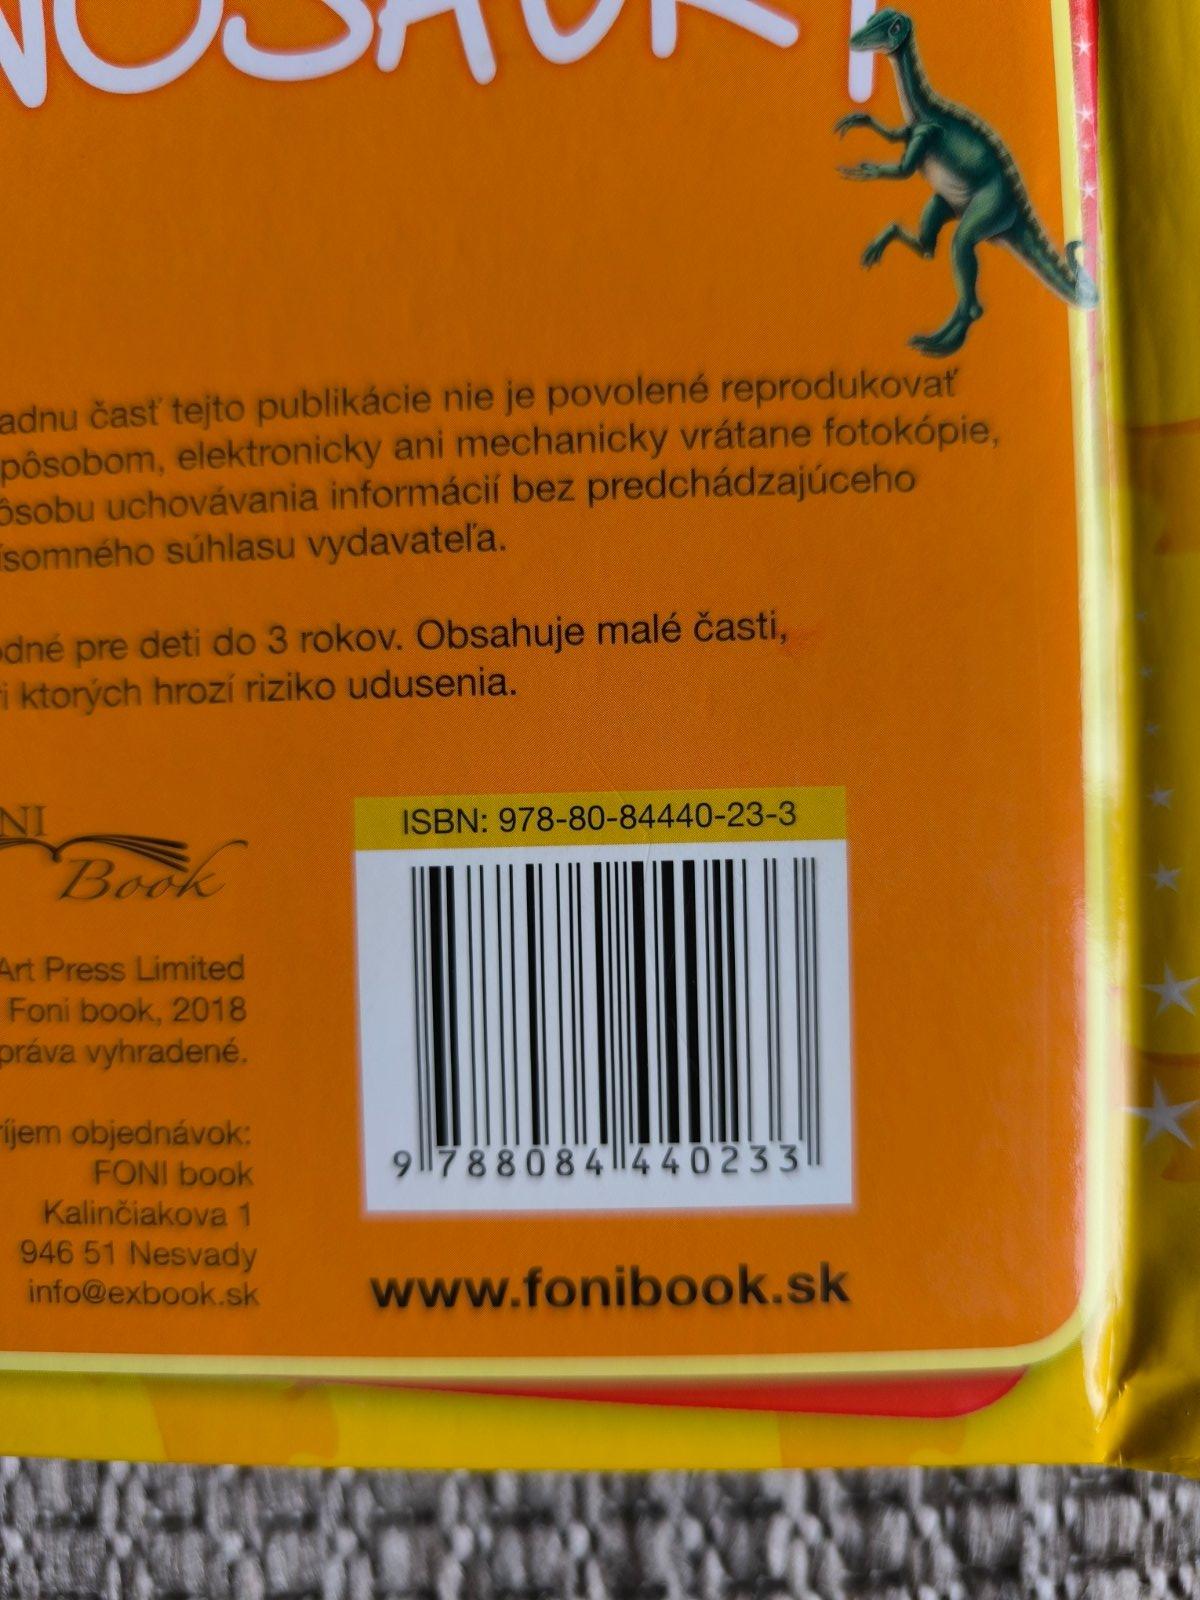 NOSAURY
adnu časť tejto publikácie nie je povolené reprodukovať
pôsobom, elektronicky ani mechanicky vrátane fotokópie,
ôsobu uchovávania informácií bez predchádzajúceho
ísomného súhlasu vydavateľa.
odné pre deti do 3 rokov. Obsahuje malé časti,
ri ktorých hrozí riziko udusenia.
NI
Book
Art Press Limited
Foni book, 2018
práva vyhradené.
ríjem objednávok:
FONI book
Kalinčiakova 1
946 51 Nesvady
info@exbook.sk
ISBN: 978-80-84440-23-3
9 788084 440233
www.fonibook.sk